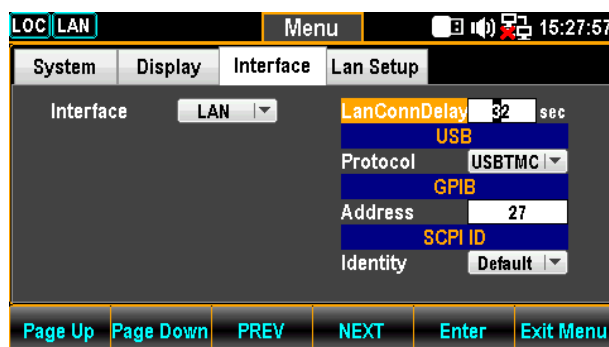 LOC LAN Menu 15:27:57
System Display Interface Lan Setup
Interface LAN
LanConnDelay 32 sec
USB
Protocol USBTMC
GPIB
Address 27
SCPI ID
Identity Default
Page Up Page Down PREV NEXT Enter Exit Menu